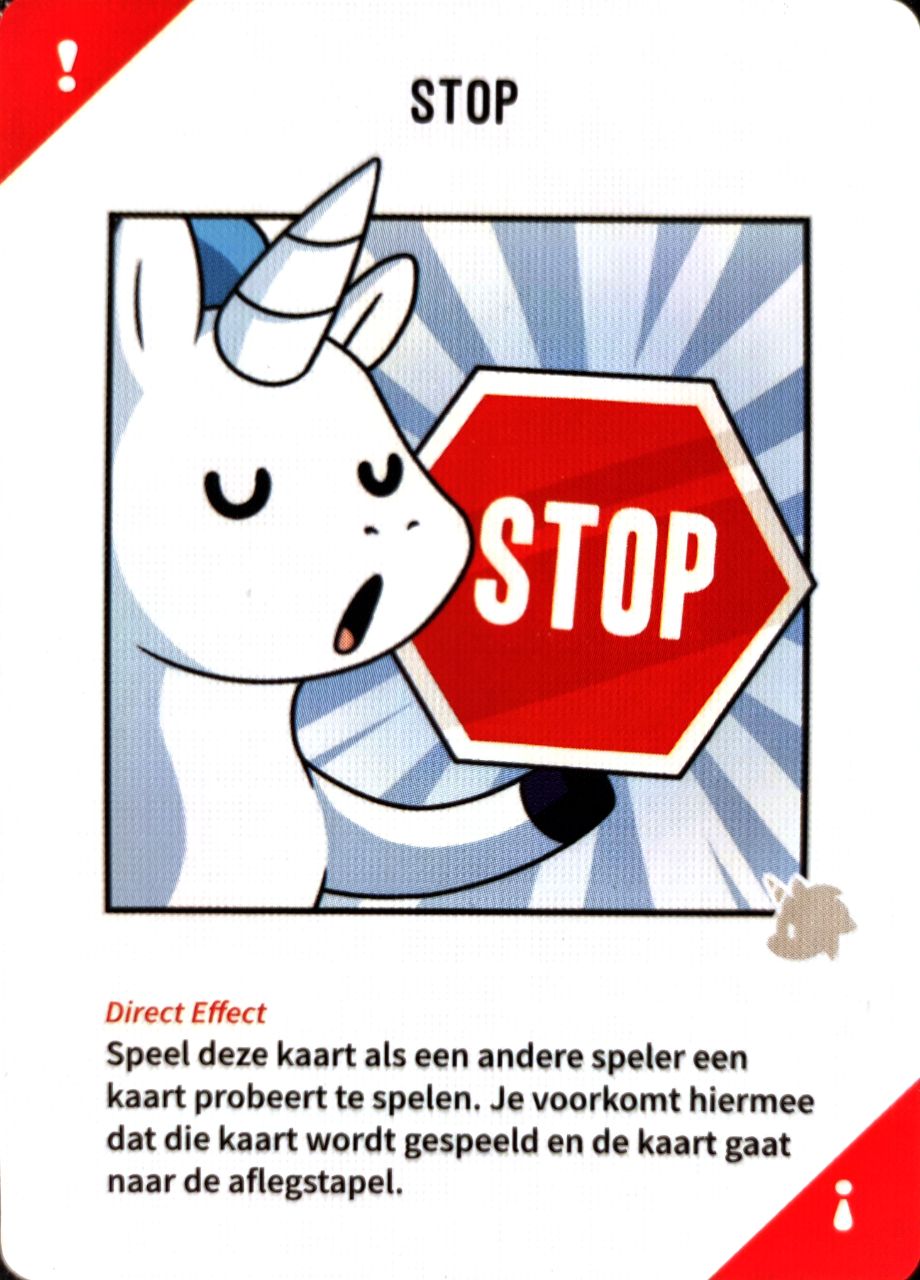 !
STOP
STOP
Direct Effect
Speel deze kaart als een andere speler een
kaart probeert te spelen. Je voorkomt hiermee
dat die kaart wordt gespeeld en de kaart gaat
naar de aflegstapel.
!